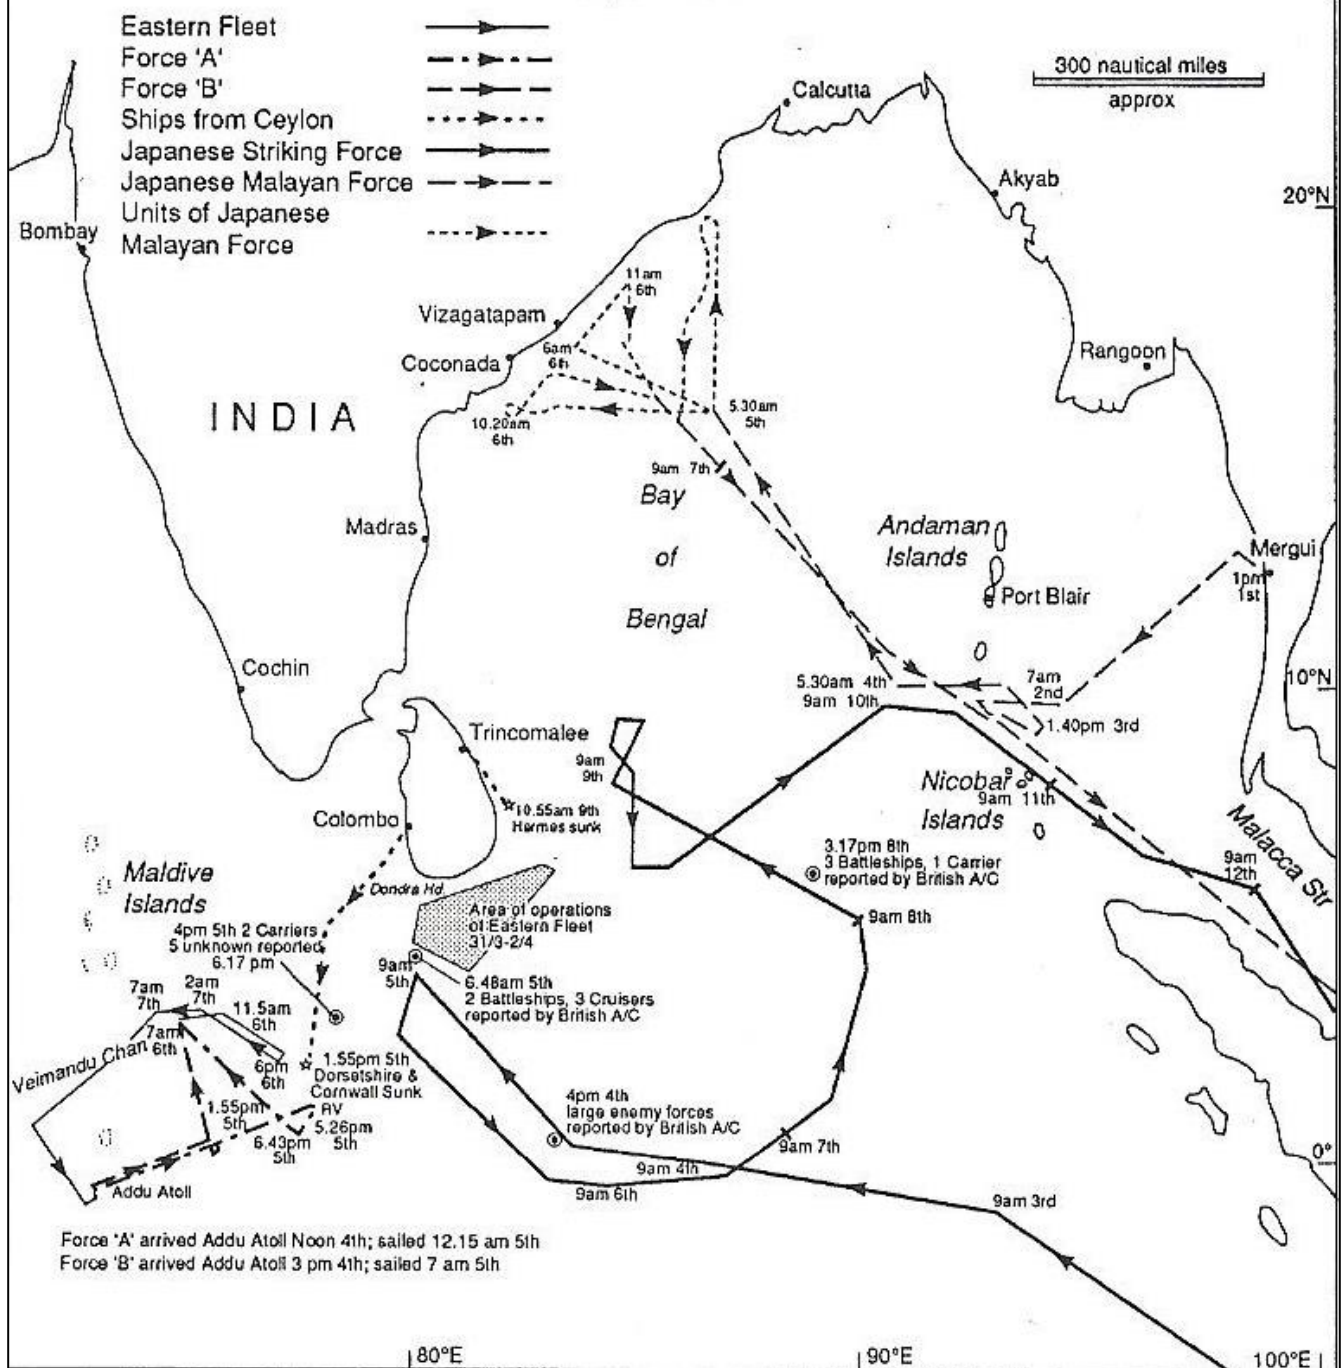 Eastern Fleet
Force 'A'
Force 'B'
Ships from Ceylon
Japanese Striking Force
Japanese Malayan Force
Units of Japanese
Malayan Force
300 nautical miles
approx
Calcutta
Akyab
20°N
Bombay
11am
6th
Vizagatapam
6am
6th
Coconada
Rangoon
INDIA
10.20am
6th
5.30am
5th
9am 7th
Bay
of
Bengal
Madras
Andaman
Islands
Mergui
1pm
1st
Port Blair
Cochin
5.30am 4th
9am 10th
7am
2nd
10°N
1.40pm 3rd
Trincomalee
9am
9th
Nicobar
Islands
9am 11th
10.55am 9th
Hermes sunk
Colombo
Malacca Str
9am
12th
3.17pm 8th
3 Battleships, 1 Carrier
reported by British A/C
Maldive
Islands
Dondra Hd.
Area of operations
of Eastern Fleet
31/3-2/4
9am 8th
4pm 5th 2 Carriers
5 unknown reported
6.17 pm
9am
5th
6.48am 5th
2 Battleships, 3 Cruisers
reported by British A/C
7am
7th
2am
7th
11.5am
6th
7am
6th
Veimandu Chan
6pm
6th
1.55pm 5th
Dorsetshire &
Cornwall Sunk
RV
5.26pm
5th
1.55pm
5th
6.43pm
5th
4pm 4th
large enemy forces
reported by British A/C
9am 7th
0°
9am 4th
9am 6th
Addu Atoll
9am 3rd
Force 'A' arrived Addu Atoll Noon 4th; sailed 12.15 am 5th
Force 'B' arrived Addu Atoll 3 pm 4th; sailed 7 am 5th
80°E
90°E
100°E